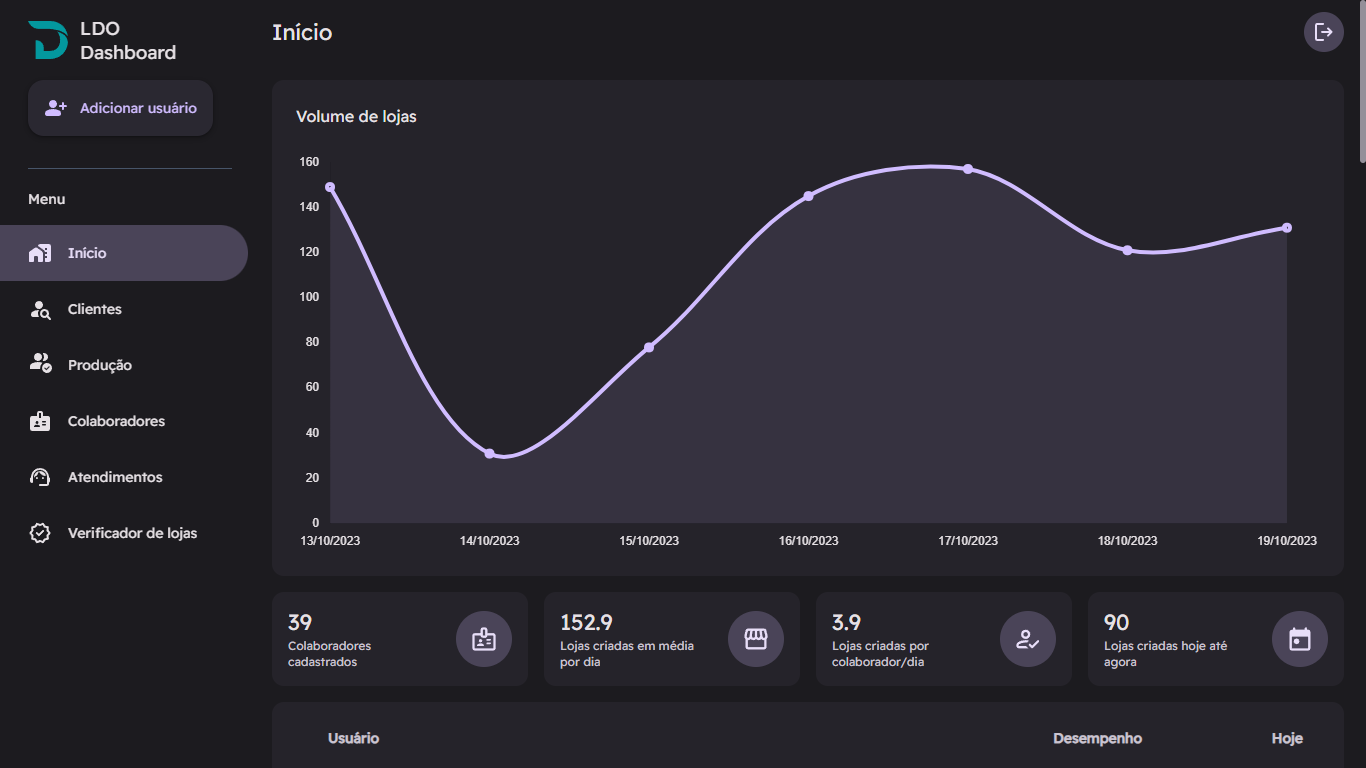 LDO
Dashboard
Adicionar usuário
Menu
Início
Clientes
Produção
Colaboradores
Atendimentos
Verificador de lojas
Início
Volume de lojas
160
140
120
100
80
60
40
20
0
13/10/2023 14/10/2023 15/10/2023 16/10/2023 17/10/2023 18/10/2023 19/10/2023
39
Colaboradores
cadastrados
152.9
Lojas criadas em média
por dia
3.9
Lojas criadas por
colaborador/dia
90
Lojas criadas hoje até
agora
Usuário Desempenho Hoje